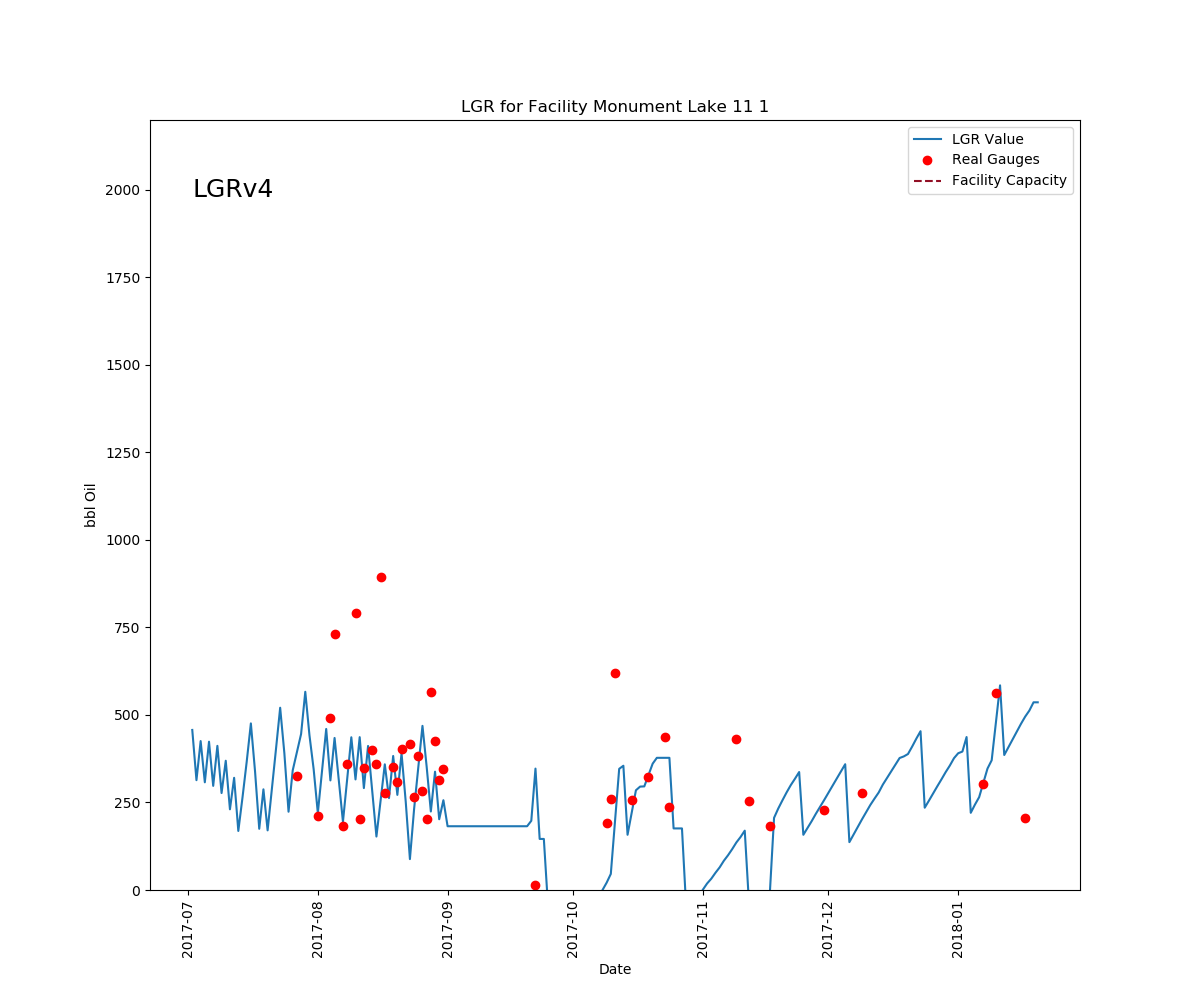 LGR for Facility Monument Lake 11 1
LGR Value
Real Gauges
Facility Capacity
LGRv4
2000
1750
1500
1250
1000
750
500
250
0
bbl Oil
2017-07
2017-08
2017-09
2017-10
2017-11
2017-12
2018-01
Date